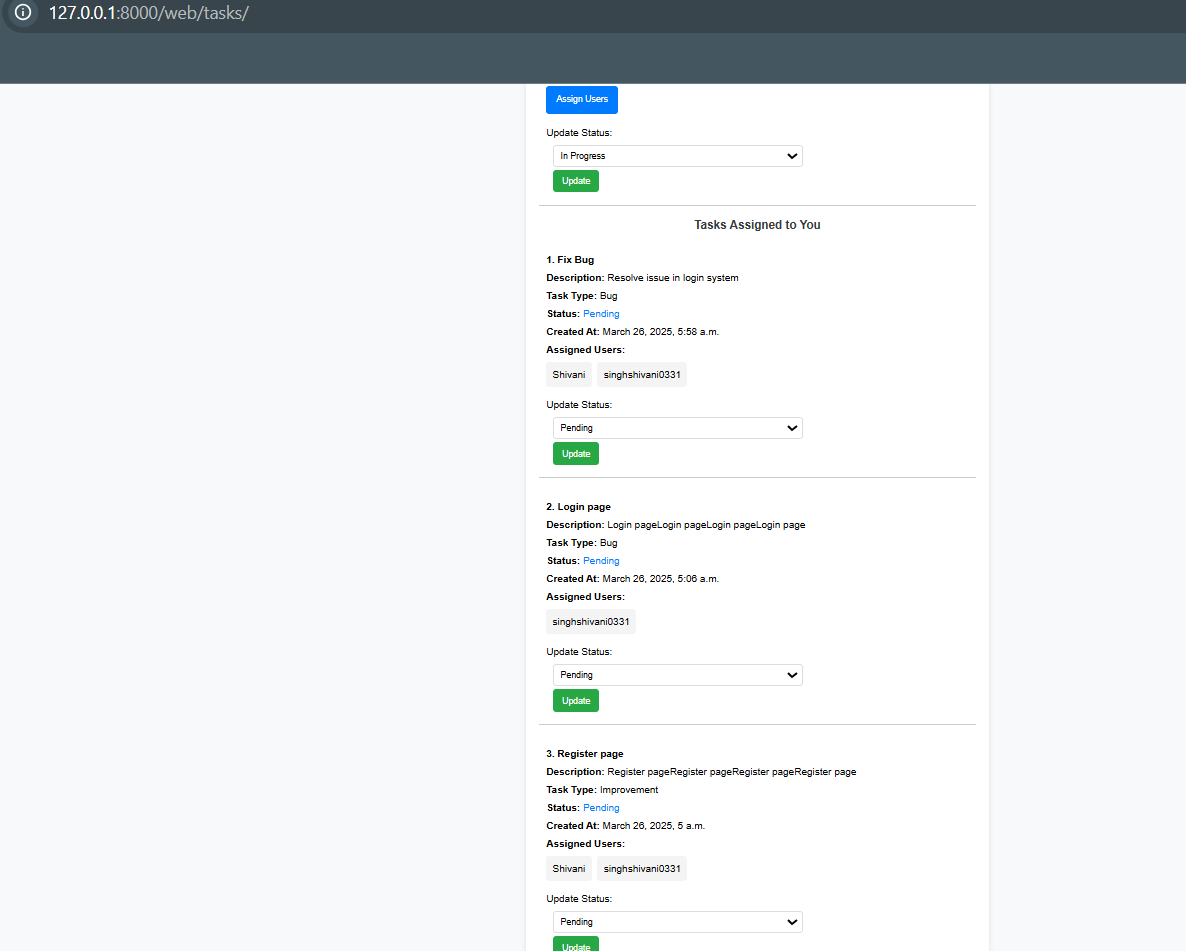 127.0.0.1:8000/web/tasks/
Assign Users
Update Status:
In Progress
Update
Tasks Assigned to You
1. Fix Bug
Description: Resolve issue in login system
Task Type: Bug
Status: Pending
Created At: March 26, 2025, 5:58 a.m.
Assigned Users:
Shivani singhshivani0331
Update Status:
Pending
Update
2. Login page
Description: Login pageLogin pageLogin pageLogin page
Task Type: Bug
Status: Pending
Created At: March 26, 2025, 5:06 a.m.
Assigned Users:
singhshivani0331
Update Status:
Pending
Update
3. Register page
Description: Register pageRegister pageRegister pageRegister page
Task Type: Improvement
Status: Pending
Created At: March 26, 2025, 5 a.m.
Assigned Users:
Shivani singhshivani0331
Update Status:
Pending
Update